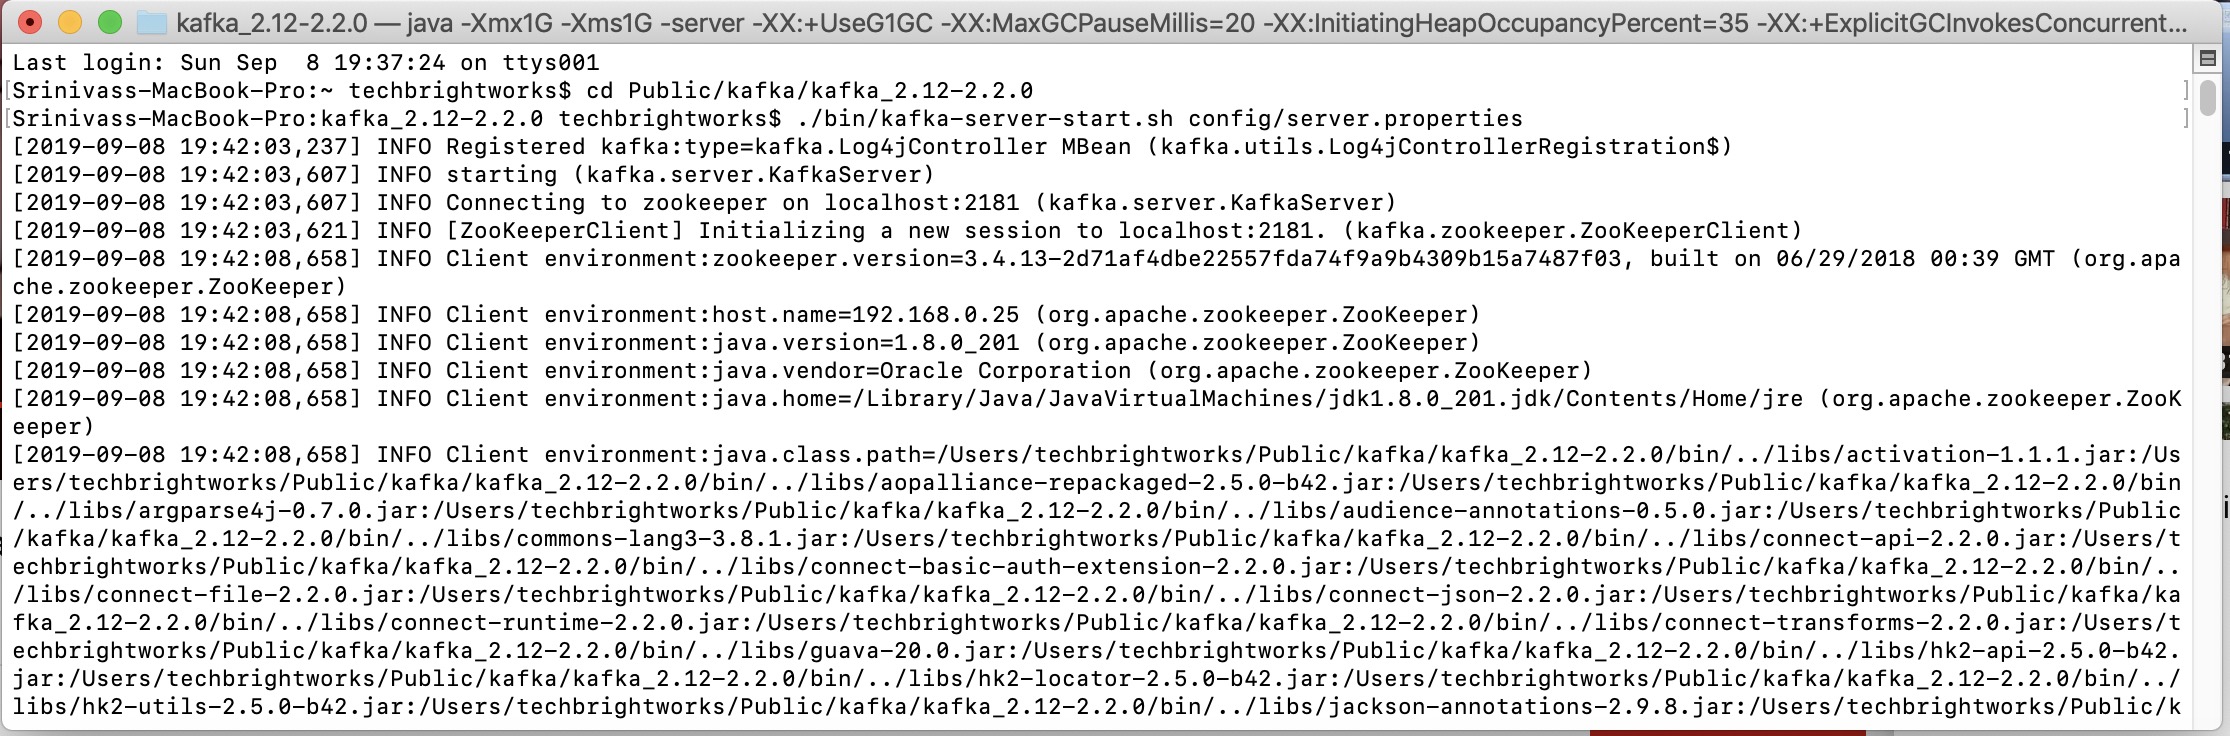 kafka_2.12-2.2.0 — java -Xmx1G -Xms1G -server -XX:+UseG1GC -XX:MaxGCPauseMillis=20 -XX:InitiatingHeapOccupancyPercent=35 -XX:+ExplicitGCInvokesConcurrent...
Last login: Sun Sep  8 19:37:24 on ttys001
[Srinivass-MacBook-Pro:~ techbrightworks$ cd Public/kafka/kafka_2.12-2.2.0 ]
[Srinivass-MacBook-Pro:kafka_2.12-2.2.0 techbrightworks$ ./bin/kafka-server-start.sh config/server.properties ]
[2019-09-08 19:42:03,237] INFO Registered kafka:type=kafka.Log4jController MBean (kafka.utils.Log4jControllerRegistration$)
[2019-09-08 19:42:03,607] INFO starting (kafka.server.KafkaServer)
[2019-09-08 19:42:03,607] INFO Connecting to zookeeper on localhost:2181 (kafka.server.KafkaServer)
[2019-09-08 19:42:03,621] INFO [ZooKeeperClient] Initializing a new session to localhost:2181. (kafka.zookeeper.ZooKeeperClient)
[2019-09-08 19:42:08,658] INFO Client environment:zookeeper.version=3.4.13-2d71af4dbe22557fda74f9a9b4309b15a7487f03, built on 06/29/2018 00:39 GMT (org.apa
che.zookeeper.ZooKeeper)
[2019-09-08 19:42:08,658] INFO Client environment:host.name=192.168.0.25 (org.apache.zookeeper.ZooKeeper)
[2019-09-08 19:42:08,658] INFO Client environment:java.version=1.8.0_201 (org.apache.zookeeper.ZooKeeper)
[2019-09-08 19:42:08,658] INFO Client environment:java.vendor=Oracle Corporation (org.apache.zookeeper.ZooKeeper)
[2019-09-08 19:42:08,658] INFO Client environment:java.home=/Library/Java/JavaVirtualMachines/jdk1.8.0_201.jdk/Contents/Home/jre (org.apache.zookeeper.ZooK
eeper)
[2019-09-08 19:42:08,658] INFO Client environment:java.class.path=/Users/techbrightworks/Public/kafka/kafka_2.12-2.2.0/bin/../libs/activation-1.1.1.jar:/Us
ers/techbrightworks/Public/kafka/kafka_2.12-2.2.0/bin/../libs/aopalliance-repackaged-2.5.0-b42.jar:/Users/techbrightworks/Public/kafka/kafka_2.12-2.2.0/bin
/../libs/argparse4j-0.7.0.jar:/Users/techbrightworks/Public/kafka/kafka_2.12-2.2.0/bin/../libs/audience-annotations-0.5.0.jar:/Users/techbrightworks/Public
/kafka/kafka_2.12-2.2.0/bin/../libs/commons-lang3-3.8.1.jar:/Users/techbrightworks/Public/kafka/kafka_2.12-2.2.0/bin/../libs/connect-api-2.2.0.jar:/Users/t
echbrightworks/Public/kafka/kafka_2.12-2.2.0/bin/../libs/connect-basic-auth-extension-2.2.0.jar:/Users/techbrightworks/Public/kafka/kafka_2.12-2.2.0/bin/..
/libs/connect-file-2.2.0.jar:/Users/techbrightworks/Public/kafka/kafka_2.12-2.2.0/bin/../libs/connect-json-2.2.0.jar:/Users/techbrightworks/Public/kafka/ka
fka_2.12-2.2.0/bin/../libs/connect-runtime-2.2.0.jar:/Users/techbrightworks/Public/kafka/kafka_2.12-2.2.0/bin/../libs/connect-transforms-2.2.0.jar:/Users/t
echbrightworks/Public/kafka/kafka_2.12-2.2.0/bin/../libs/guava-20.0.jar:/Users/techbrightworks/Public/kafka/kafka_2.12-2.2.0/bin/../libs/hk2-api-2.5.0-b42.
jar:/Users/techbrightworks/Public/kafka/kafka_2.12-2.2.0/bin/../libs/hk2-locator-2.5.0-b42.jar:/Users/techbrightworks/Public/kafka/kafka_2.12-2.2.0/bin/../
libs/hk2-utils-2.5.0-b42.jar:/Users/techbrightworks/Public/kafka/kafka_2.12-2.2.0/bin/../libs/jackson-annotations-2.9.8.jar:/Users/techbrightworks/Public/k